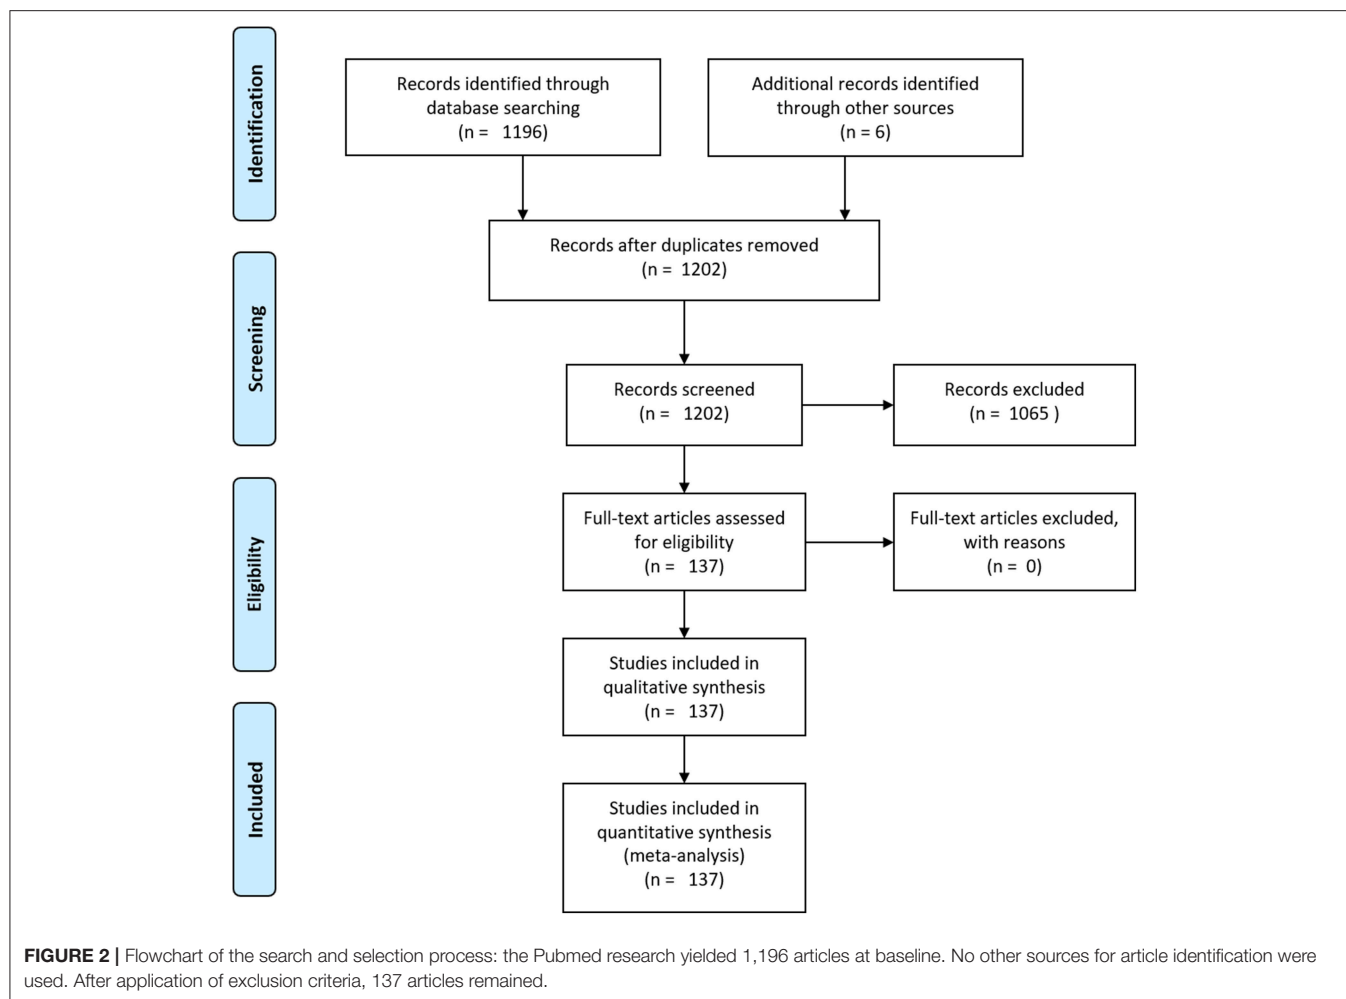 Identification
Records identified through
database searching
(n = 1196)
Additional records identified
through other sources
(n = 6)
Records after duplicates removed
(n = 1202)
Screening
Records screened
(n = 1202)
Records excluded
(n = 1065 )
Eligibility
Full-text articles assessed
for eligibility
(n = 137)
Full-text articles excluded,
with reasons
(n = 0)
Studies included in
qualitative synthesis
(n = 137)
Included
Studies included in
quantitative synthesis
(meta-analysis)
(n = 137)
FIGURE 2 | Flowchart of the search and selection process: the Pubmed research yielded 1,196 articles at baseline. No other sources for article identification were
used. After application of exclusion criteria, 137 articles remained.